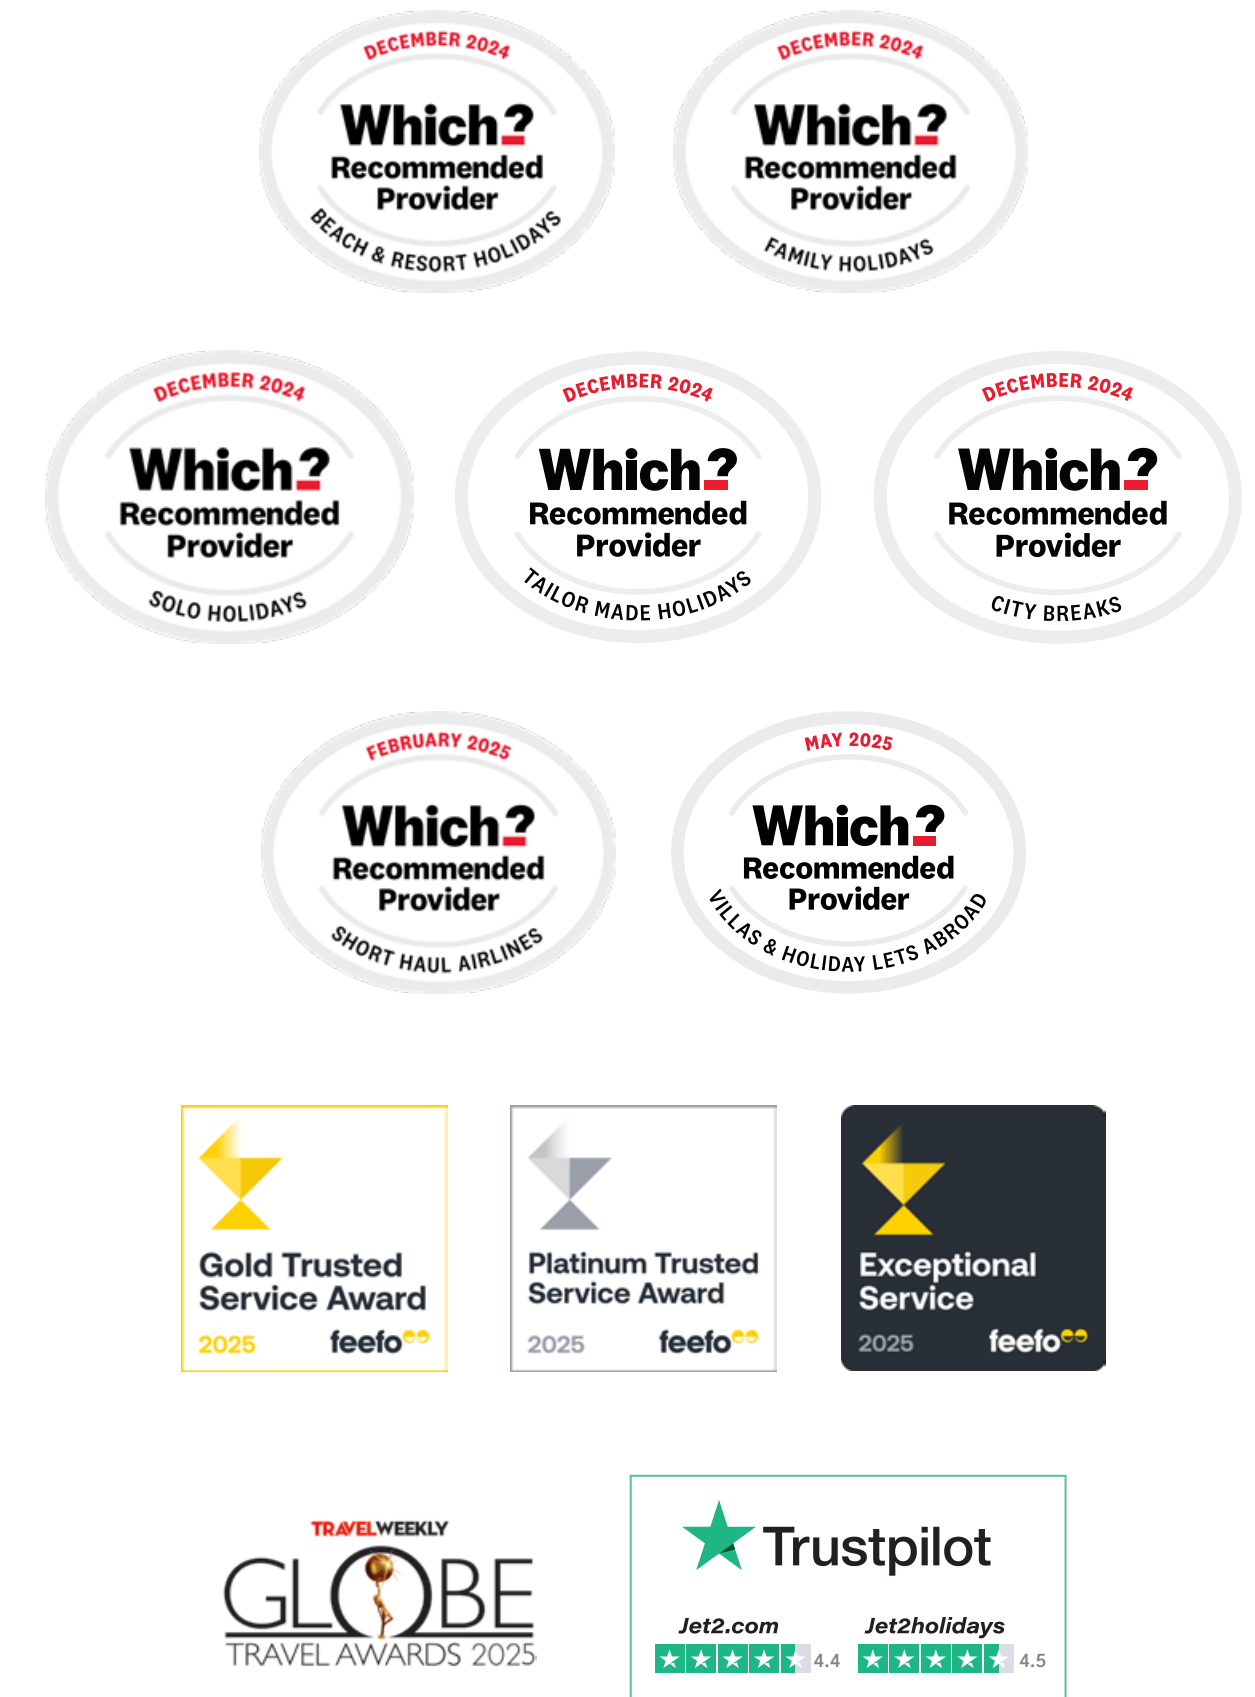 DECEMBER 2024
Which?
Recommended
Provider
BEACH & RESORT HOLIDAYS
DECEMBER 2024
Which?
Recommended
Provider
FAMILY HOLIDAYS
DECEMBER 2024
Which?
Recommended
Provider
SOLO HOLIDAYS
DECEMBER 2024
Which?
Recommended
Provider
TAILOR MADE HOLIDAYS
DECEMBER 2024
Which?
Recommended
Provider
CITY BREAKS
FEBRUARY 2025
Which?
Recommended
Provider
SHORT HAUL AIRLINES
MAY 2025
Which?
Recommended
Provider
VILLAS & HOLIDAY LETS ABROAD
Gold Trusted
Service Award
2025 feefo
Platinum Trusted
Service Award
2025 feefo
Exceptional
Service
2025 feefo
TRAVELWEEKLY
GLOBE
TRAVEL AWARDS 2025
Trustpilot
Jet2.com
4.4
Jet2holidays
4.5